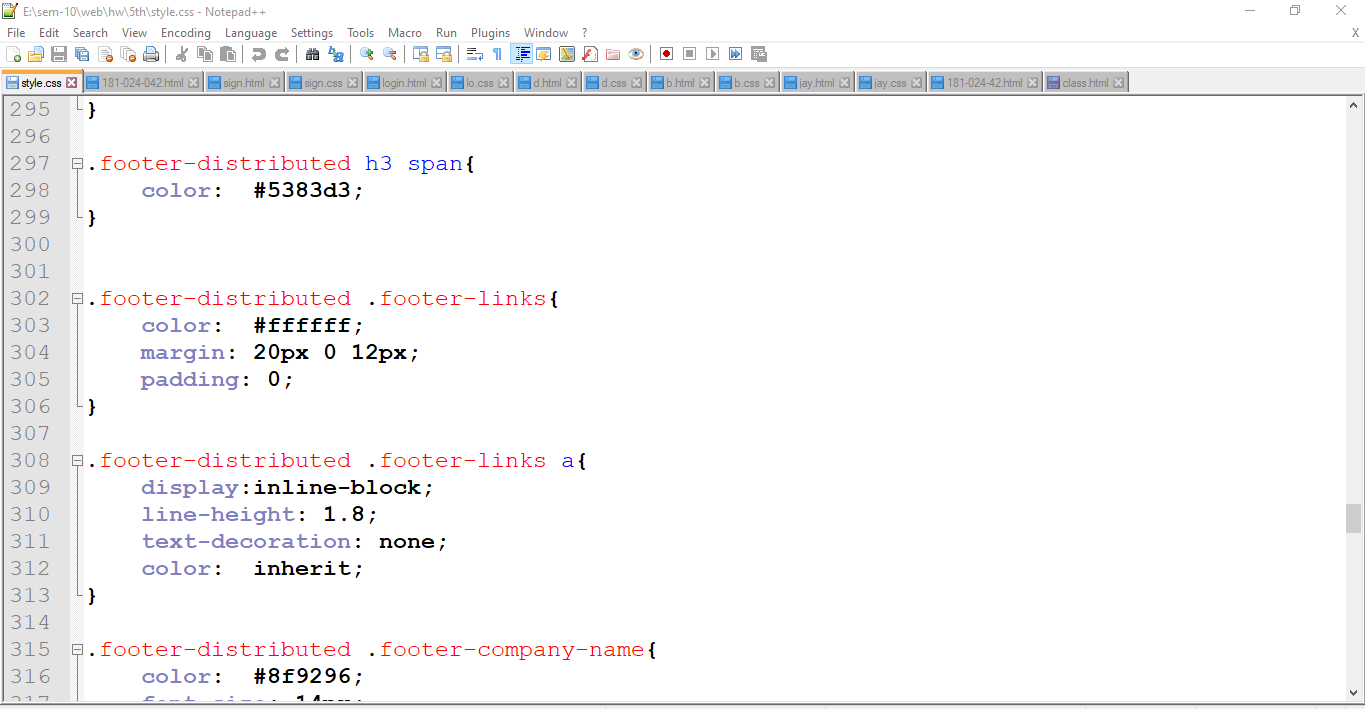 E:\sem-10\web\hw\5th\style.css - Notepad++
File Edit Search View Encoding Language Settings Tools Macro Run Plugins Window ? X
style.css 181-024-042.html sign.html sign.css login.html lo.css d.html d.css b.html b.css jay.html jay.css 181-024-42.html class.html
295 }
296
297 .footer-distributed h3 span{
298 color:  #5383d3;
299 }
300
301
302 .footer-distributed .footer-links{
303 color:  #ffffff;
304 margin: 20px 0 12px;
305 padding: 0;
306 }
307
308 .footer-distributed .footer-links a{
309 display:inline-block;
310 line-height: 1.8;
311 text-decoration: none;
312 color:  inherit;
313 }
314
315 .footer-distributed .footer-company-name{
316 color:  #8f9296;
317 font-size: 14px;